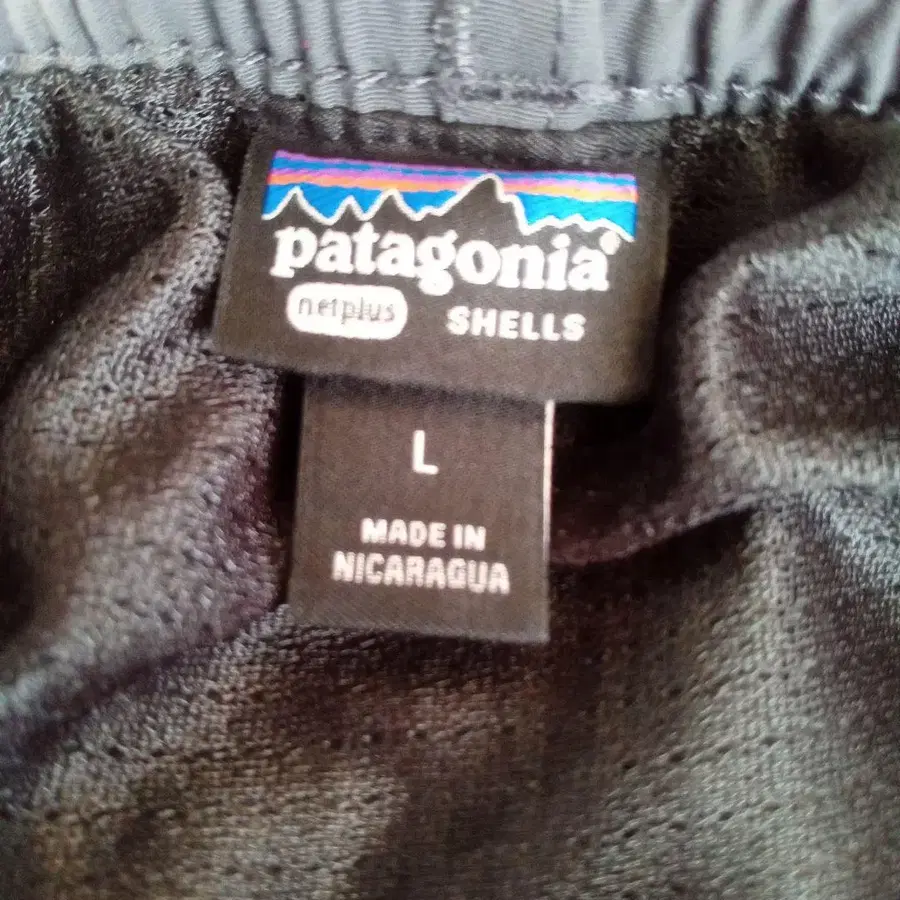 patagonia®
netplus SHELLS
L
MADE IN
NICARAGUA